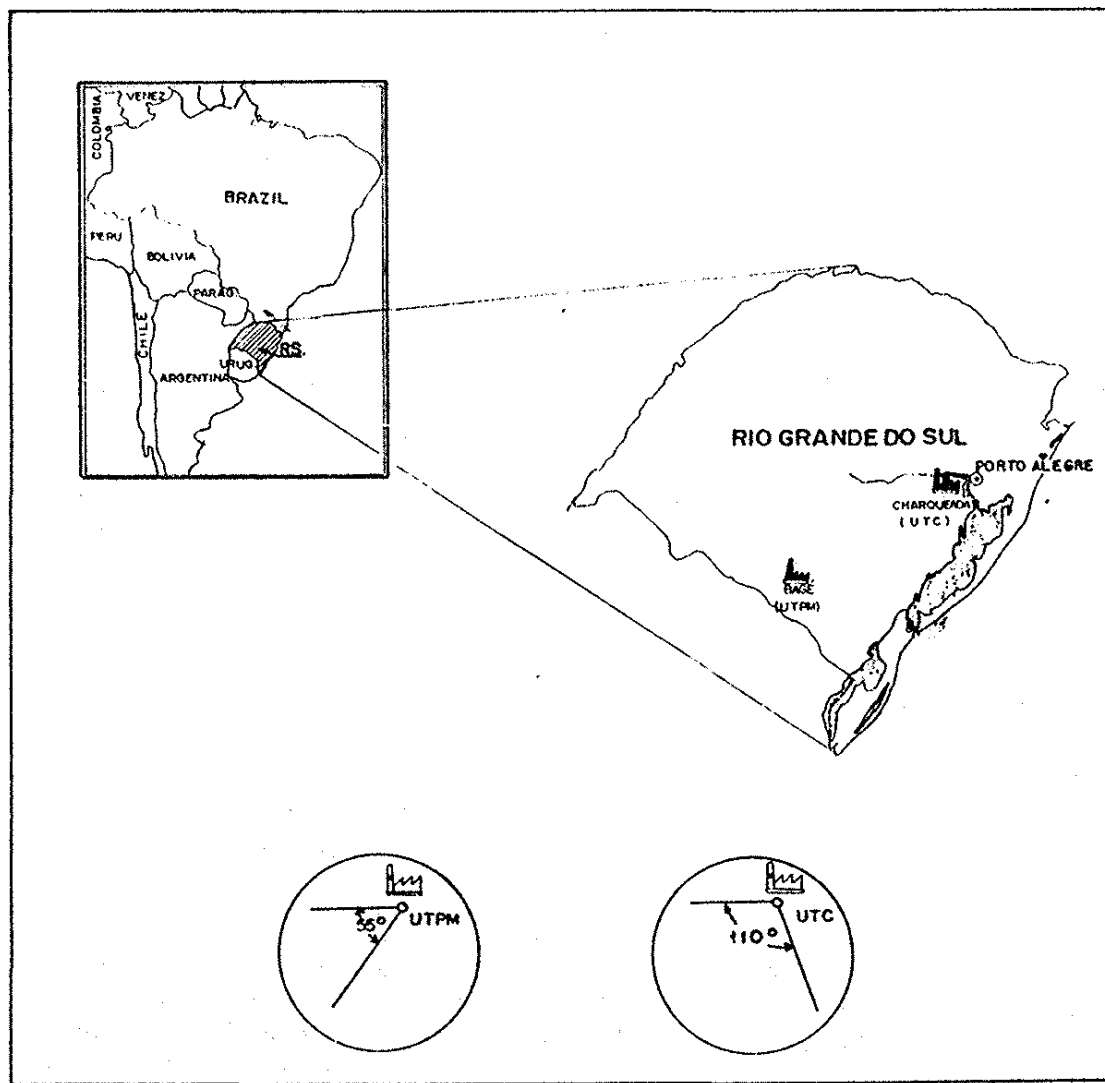 VENEZ
COLOMBIA
BRAZIL
PERU
BOLIVIA
PARAG.
CHILE
RS.
URUG.
ARGENTINA
RIO GRANDE DO SUL
PORTO ALEGRE
CHARQUEADA
(UTC)
BAGE
(UTPM)
55°
UTPM
110°
UTC